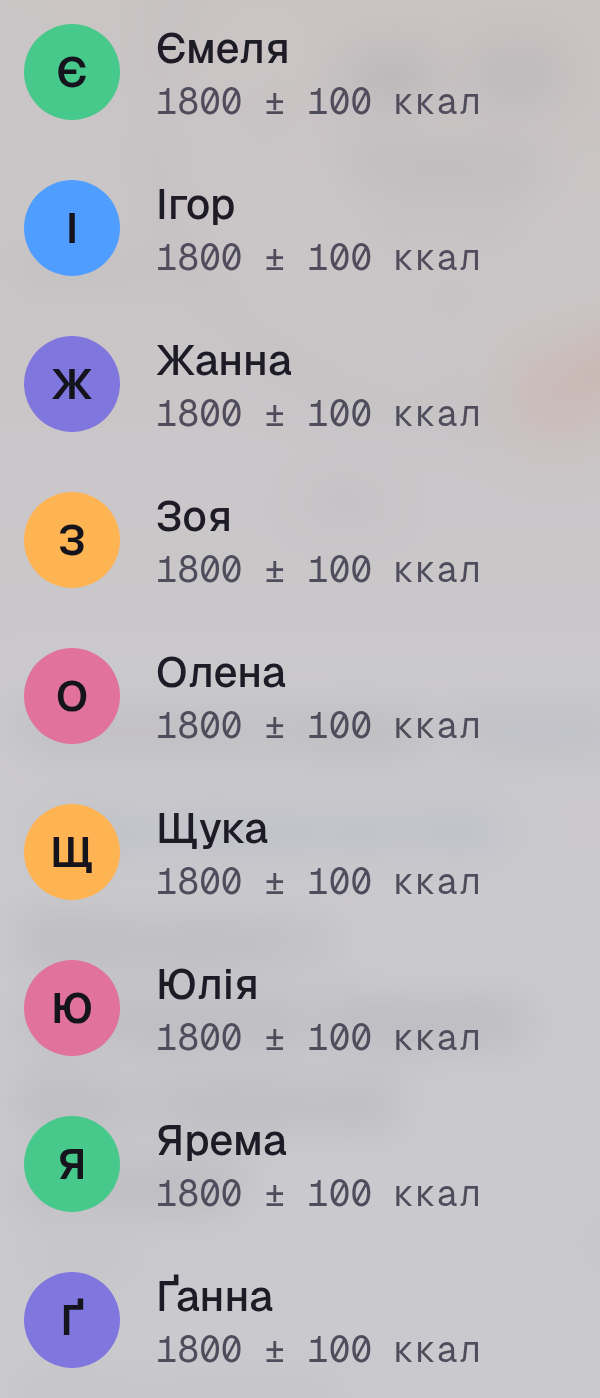 Є
Ємеля
1800 ± 100 ккал
І
Ігор
1800 ± 100 ккал
Ж
Жанна
1800 ± 100 ккал
З
Зоя
1800 ± 100 ккал
О
Олена
1800 ± 100 ккал
Щ
Щука
1800 ± 100 ккал
Ю
Юлія
1800 ± 100 ккал
Я
Ярема
1800 ± 100 ккал
Ґ
Ґанна
1800 ± 100 ккал